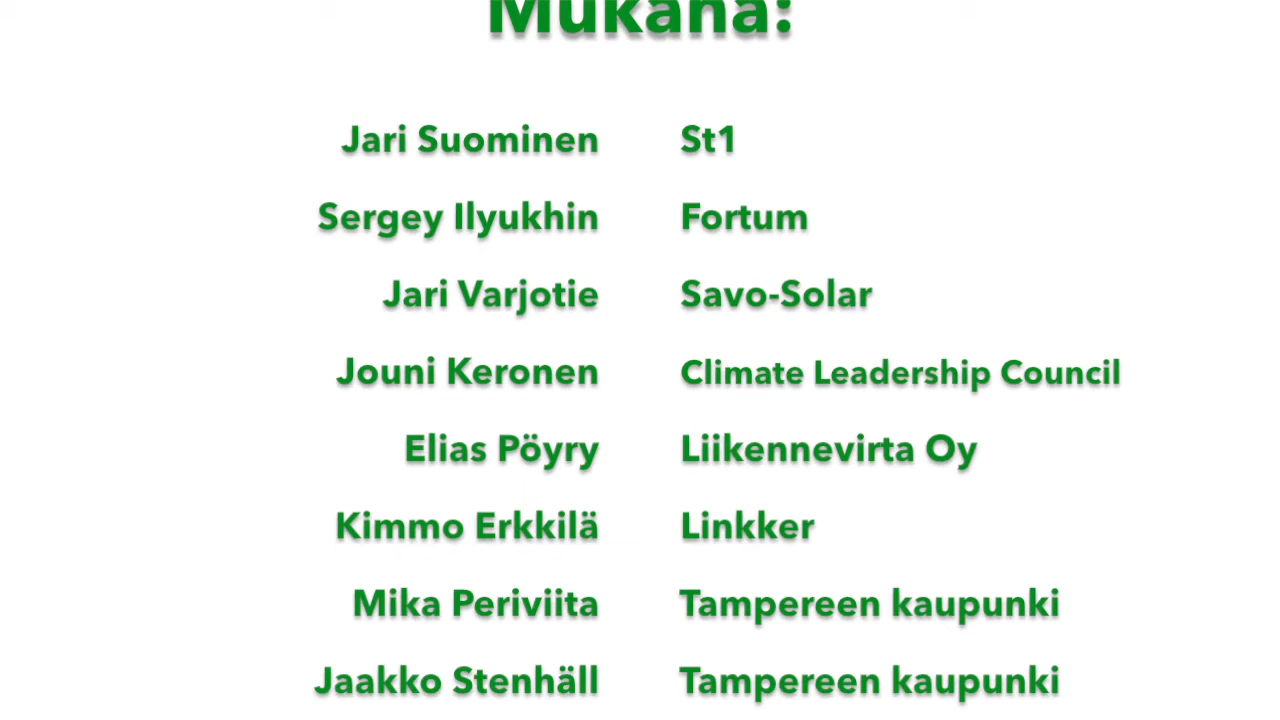 Mukana:
Jari Suominen St1
Sergey Ilyukhin Fortum
Jari Varjotie Savo-Solar
Jouni Keronen Climate Leadership Council
Elias Pöyry Liikennevirta Oy
Kimmo Erkkilä Linkker
Mika Periviita Tampereen kaupunki
Jaakko Stenhäll Tampereen kaupunki